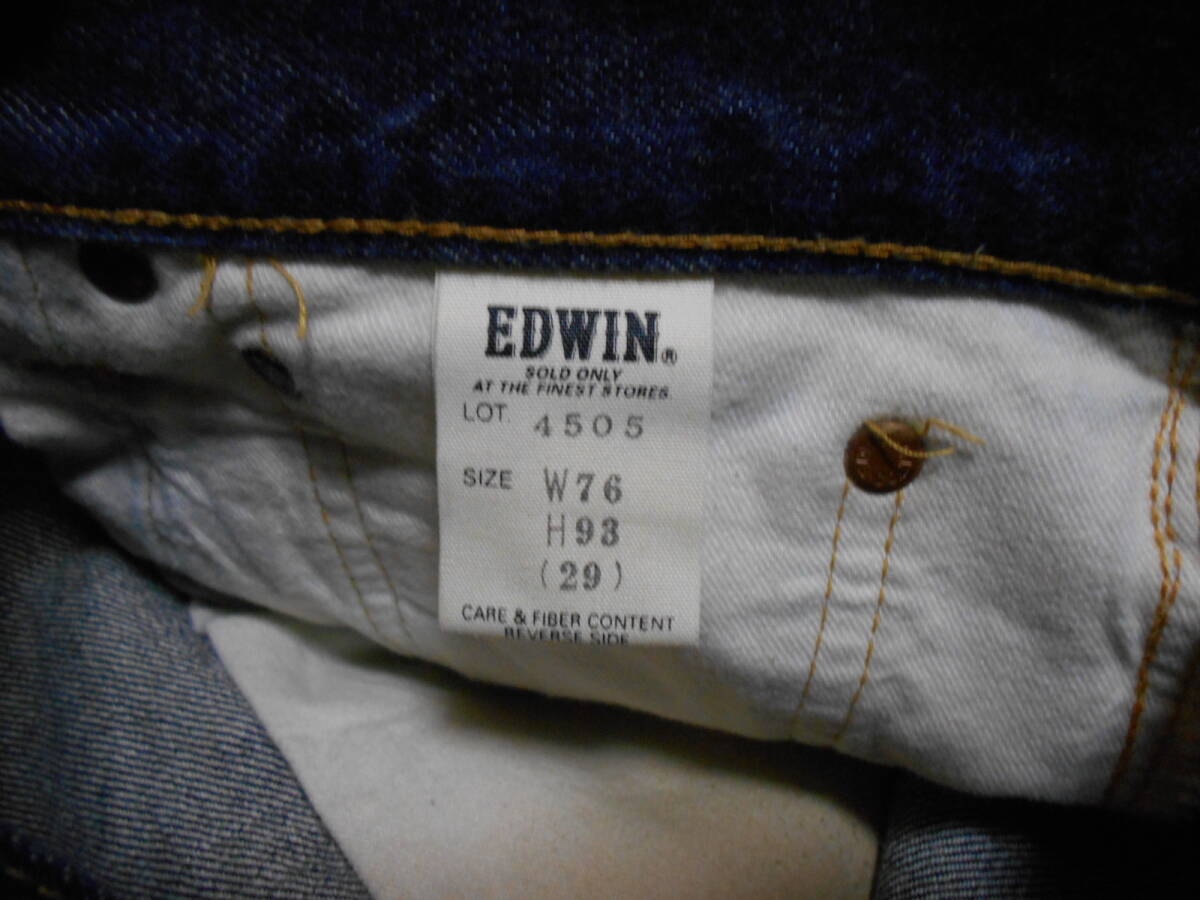 EDWIN®
SOLD ONLY
AT THE FINEST STORES
LOT. 4505
SIZE W76
H93
(29)
CARE & FIBER CONTENT
REVERSE SIDE